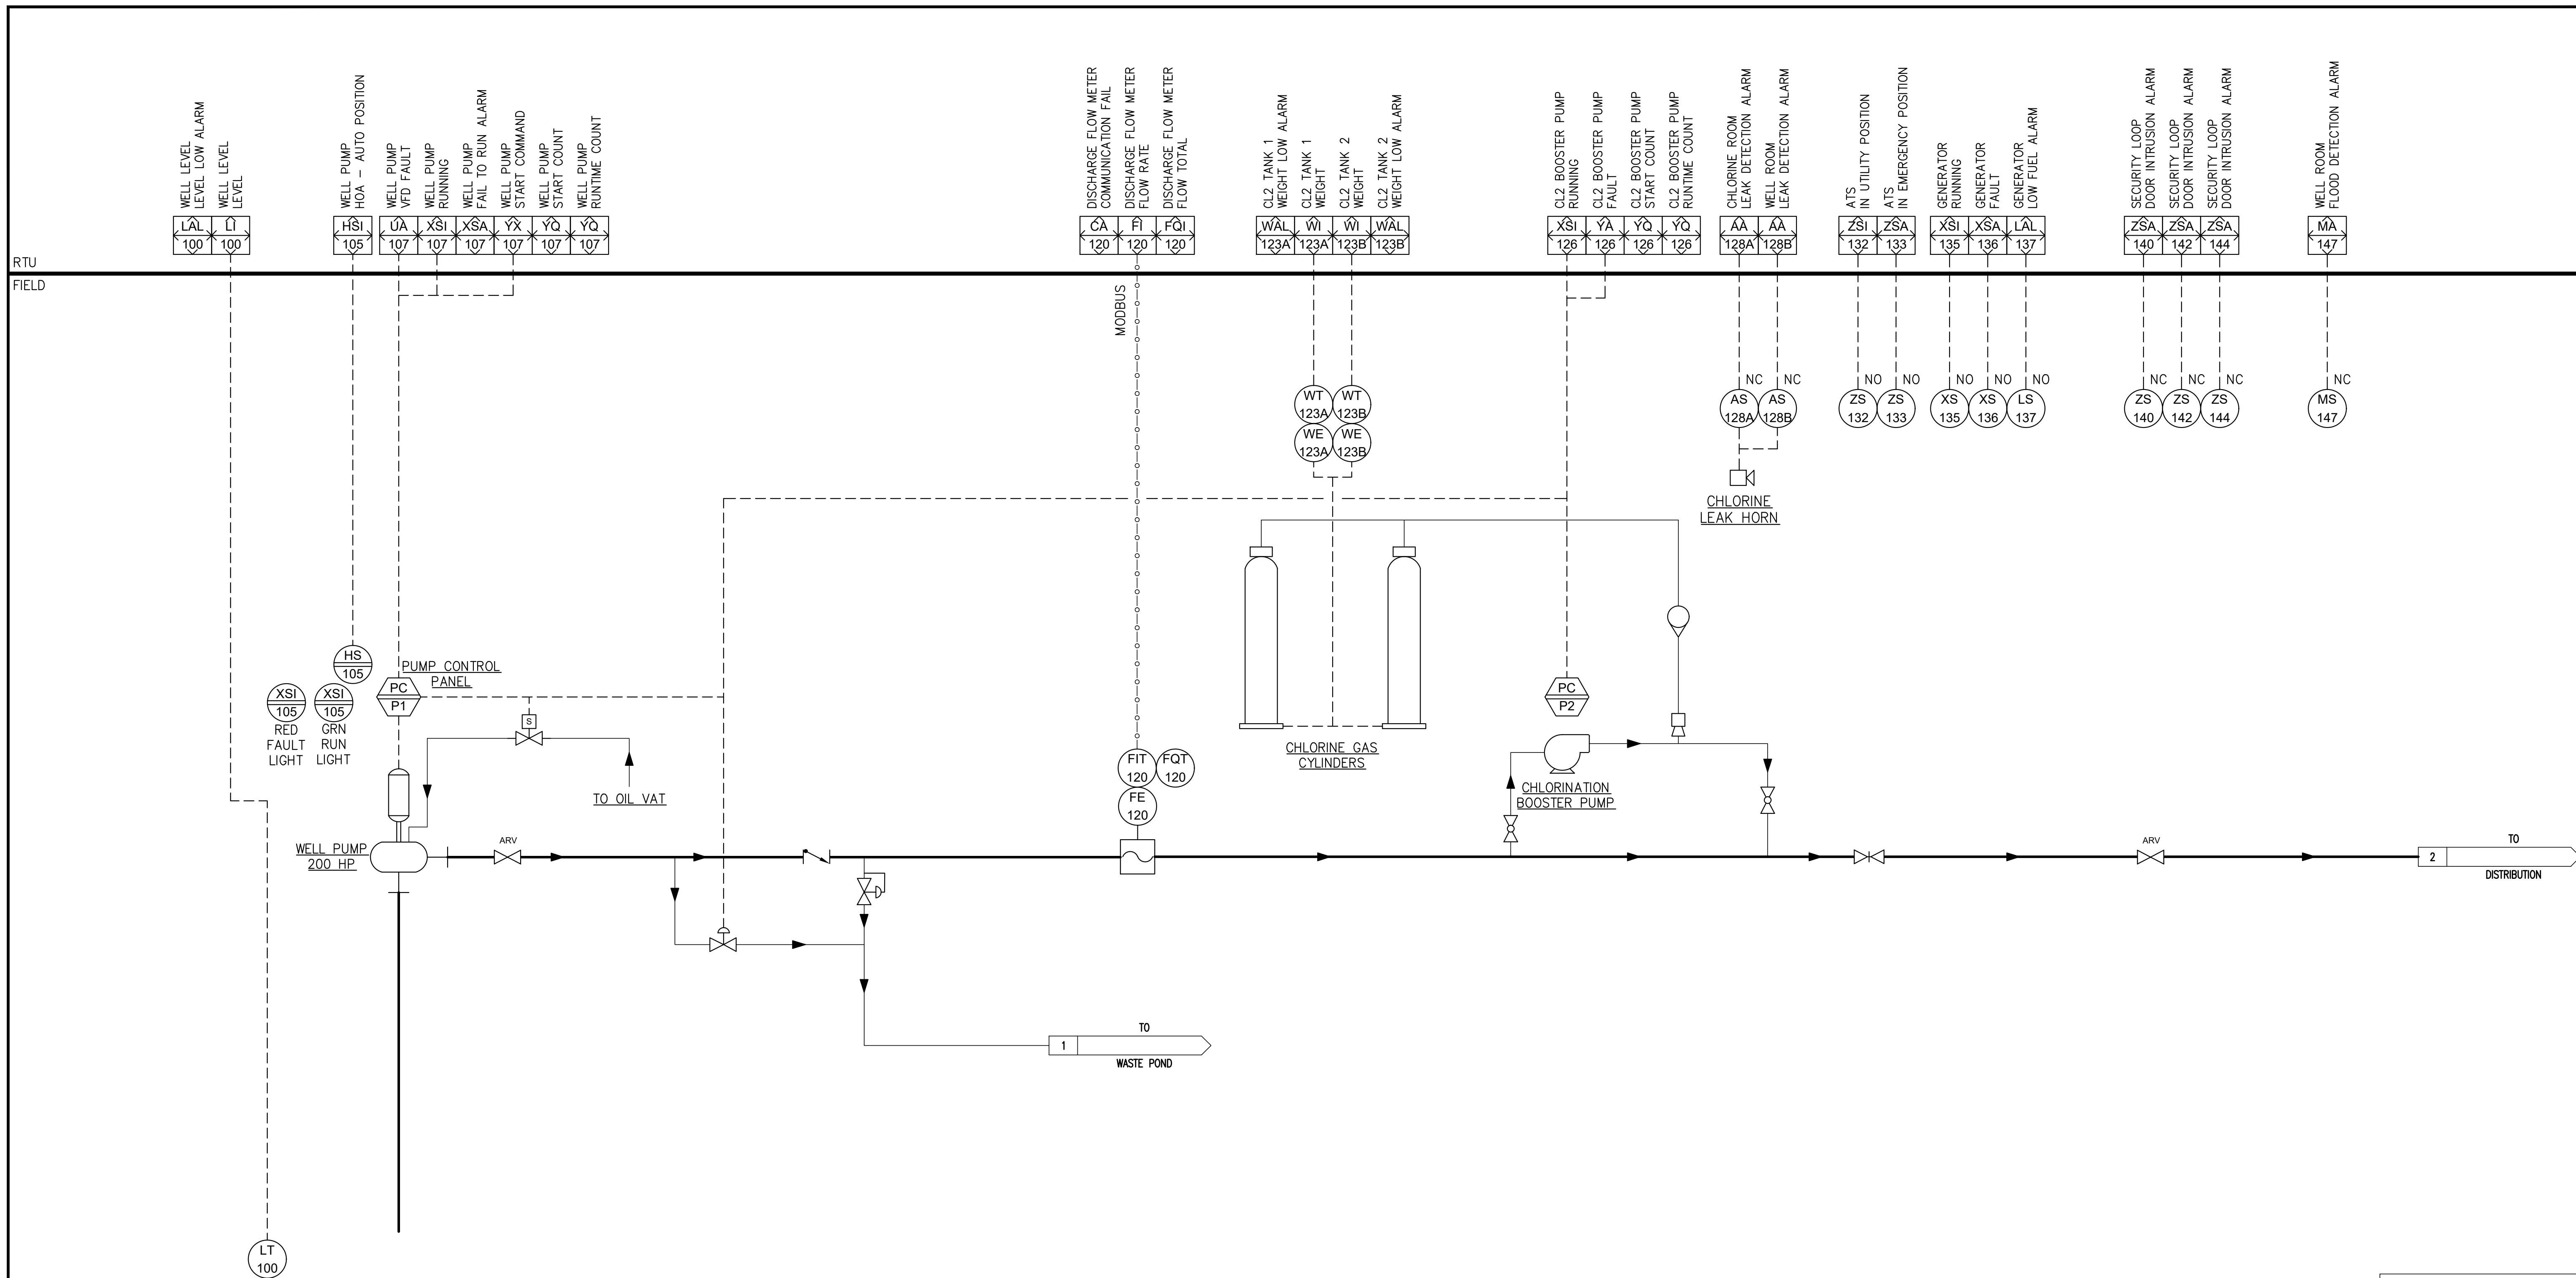 WELL LEVEL
LEVEL LOW ALARM
WELL LEVEL
LEVEL
WELL PUMP
HOA – AUTO POSITION
WELL PUMP
VFD FAULT
WELL PUMP
RUNNING
WELL PUMP
FAIL TO RUN ALARM
WELL PUMP
START COMMAND
WELL PUMP
START COUNT
WELL PUMP
RUNTIME COUNT
DISCHARGE FLOW METER
COMMUNICATION FAIL
DISCHARGE FLOW METER
FLOW RATE
DISCHARGE FLOW METER
FLOW TOTAL
CL2 TANK 1
WEIGHT LOW ALARM
CL2 TANK 1
WEIGHT
CL2 TANK 2
WEIGHT
CL2 TANK 2
WEIGHT LOW ALARM
CL2 BOOSTER PUMP
RUNNING
CL2 BOOSTER PUMP
FAULT
CL2 BOOSTER PUMP
START COUNT
CL2 BOOSTER PUMP
RUNTIME COUNT
CHLORINE ROOM
LEAK DETECTION ALARM
WELL ROOM
LEAK DETECTION ALARM
ATS
IN UTILITY POSITION
ATS
IN EMERGENCY POSITION
GENERATOR
RUNNING
GENERATOR
FAULT
GENERATOR
LOW FUEL ALARM
SECURITY LOOP
DOOR INTRUSION ALARM
SECURITY LOOP
DOOR INTRUSION ALARM
SECURITY LOOP
DOOR INTRUSION ALARM
WELL ROOM
FLOOD DETECTION ALARM
LAL LI HSI UA XSI XSA YX YQ YQ CA FI FQI WAL WI WI WAL XSI YA YQ YQ AA AA ZSI ZSA XSI XSA LAL ZSA ZSA ZSA MA
100 100 105 107 107 107 107 107 107 120 120 120 123A 123A 123B 123B 126 126 126 126 128A 128B 132 133 135 136 137 140 142 144 147
RTU
FIELD
MODBUS
NC NC NO NO NO NO NO NC NC NC NC
WT WT AS AS ZS ZS XS XS LS ZS ZS ZS MS
123A 123B 128A 128B 132 133 135 136 137 140 142 144 147
WE WE
123A 123B
CHLORINE
LEAK HORN
HS
105
XSI
105
RED
FAULT
LIGHT
XSI
105
GRN
RUN
LIGHT
PC
P1
PUMP CONTROL
PANEL
S
TO OIL VAT
PC
P2
CHLORINE GAS
CYLINDERS
FIT FQT
120 120
FE
120
CHLORINATION
BOOSTER PUMP
WELL PUMP
200 HP
ARV
ARV
2
TO
DISTRIBUTION
1
TO
WASTE POND
LT
100